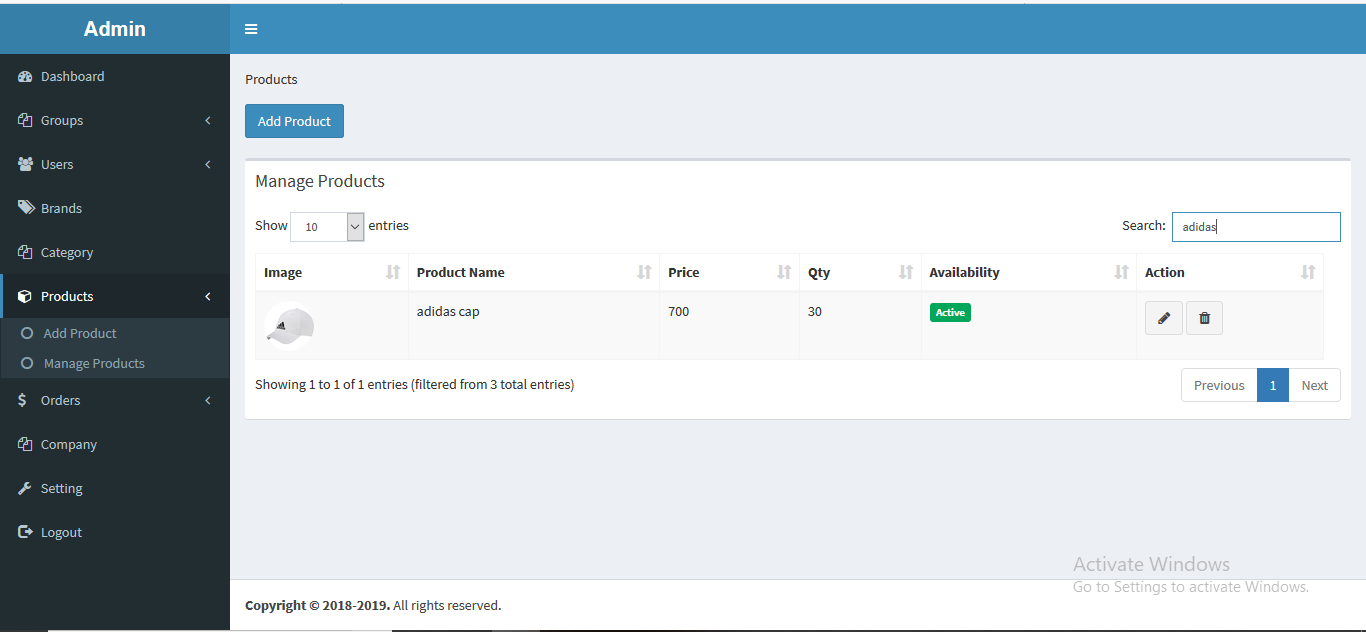 Admin
Dashboard
Groups
Users
Brands
Category
Products
Add Product
Manage Products
Orders
Company
Setting
Logout
Products
Add Product
Manage Products
Show 10 entries
Search: adidas
Image Product Name Price Qty Availability Action
adidas cap 700 30 Active
Showing 1 to 1 of 1 entries (filtered from 3 total entries)
Previous 1 Next
Activate Windows
Go to Settings to activate Windows.
Copyright © 2018-2019. All rights reserved.